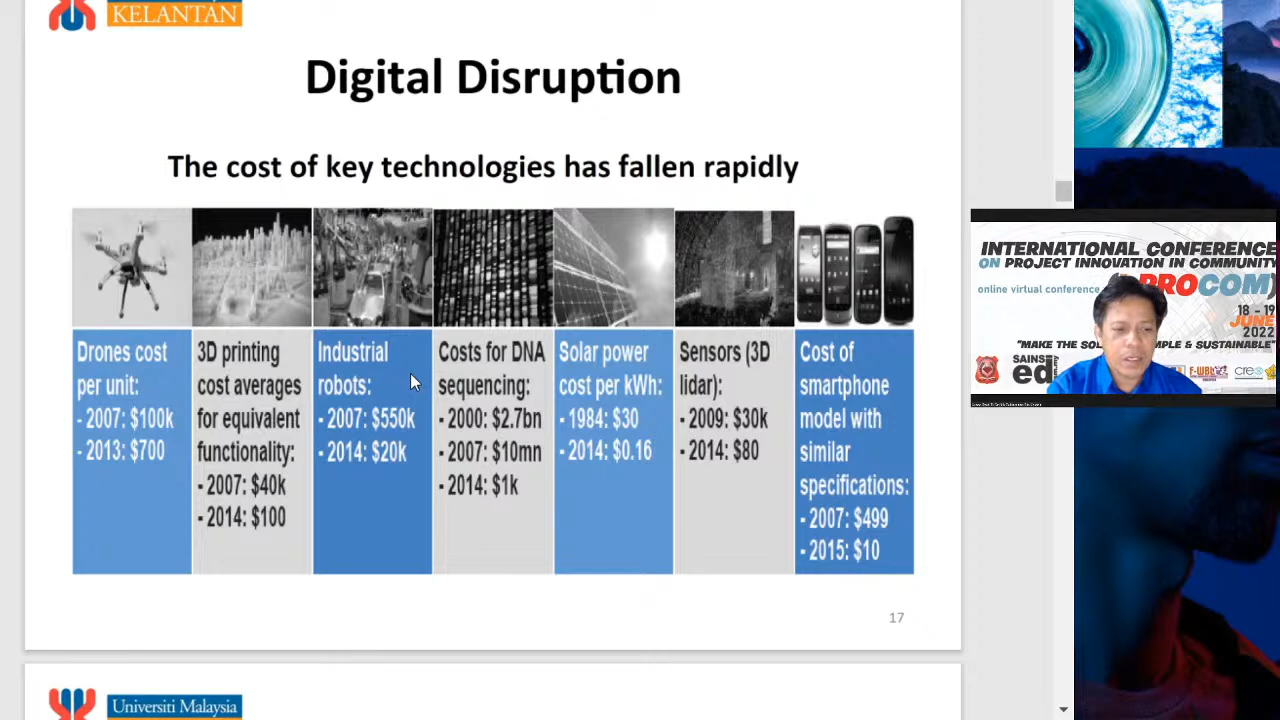 KELANTAN
Digital Disruption
The cost of key technologies has fallen rapidly
Drones cost
per unit:
- 2007: $100k
- 2013: $700
3D printing
cost averages
for equivalent
functionality:
- 2007: $40k
- 2014: $100
Industrial
robots:
- 2007: $550k
- 2014: $20k
Costs for DNA
sequencing:
- 2000: $2.7bn
- 2007: $10mn
- 2014: $1k
Solar power
cost per kWh:
- 1984: $30
- 2014: $0.16
Sensors (3D
lidar):
- 2009: $30k
- 2014: $80
Cost of
smartphone
model with
similar
specifications:
- 2007: $499
- 2015: $10
17
Universiti Malaysia
INTERNATIONAL CONFERENCE
ON PROJECT INNOVATION IN COMMUNITY
PROCOM)
online virtual conference
18 - 19
JUNE
2022
"MAKE THE SOL MPLE & SUSTAINABLE"
SAINS
ed